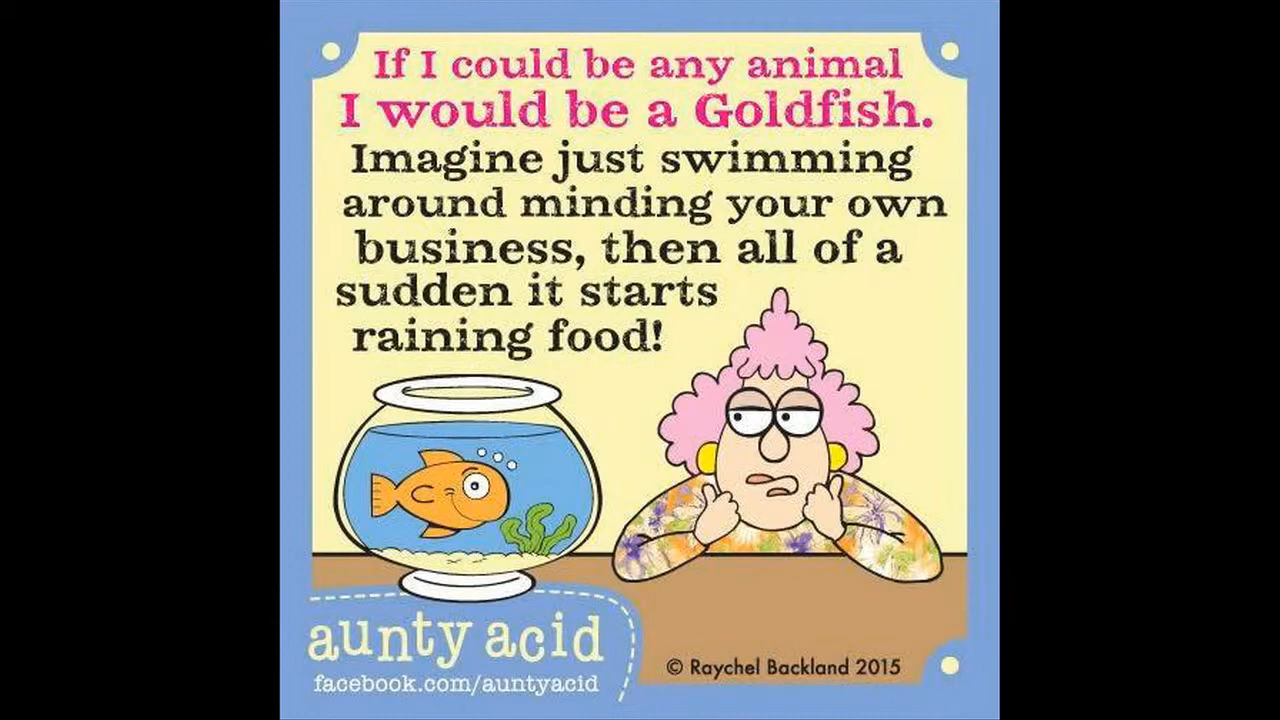 If I could be any animal
I would be a Goldfish.
Imagine just swimming
around minding your own
business, then all of a
sudden it starts
raining food!
aunty acid
facebook.com/auntyacid
© Raychel Backland 2015